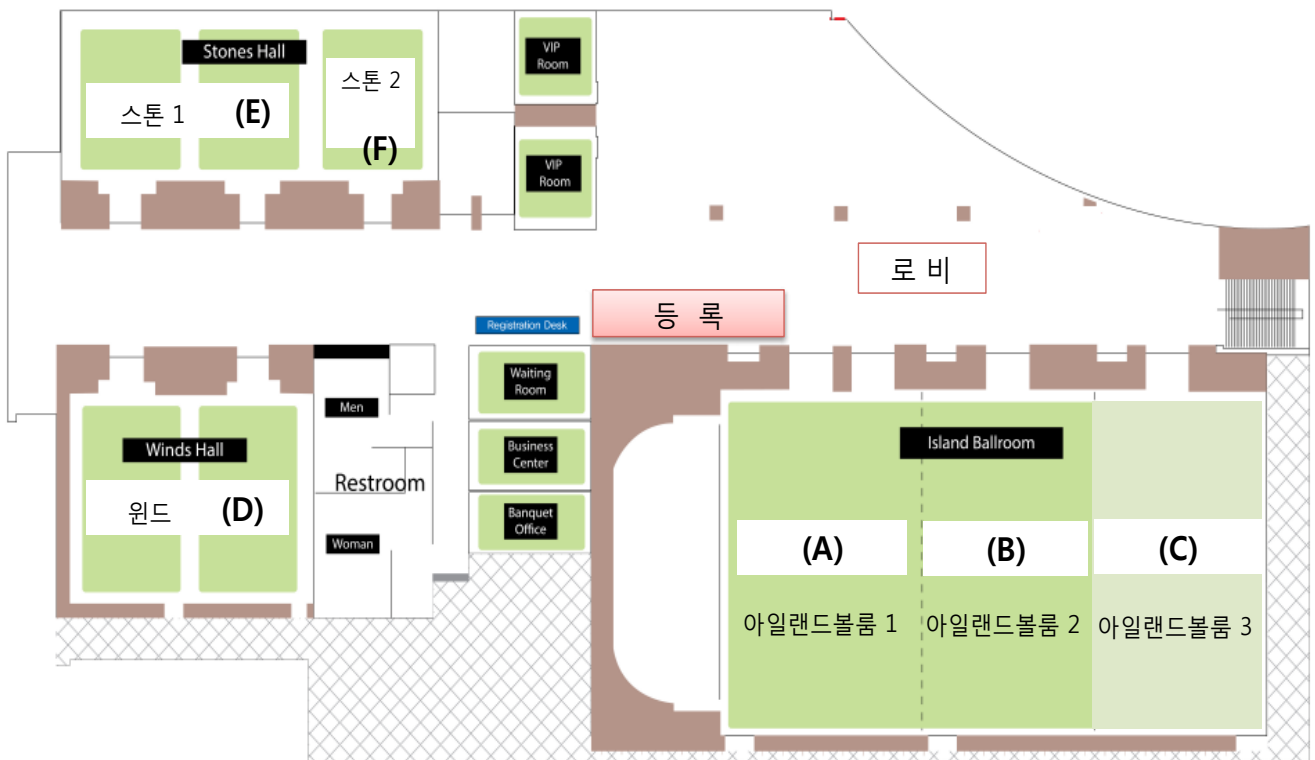 Stones Hall
스톤 1
(E)
스톤 2
(F)
VIP
Room
VIP
Room
로 비
등 록
Registration Desk
Waiting
Room
Business
Center
Banquet
Office
Men
Restroom
Woman
Winds Hall
윈드
(D)
Island Ballroom
(A)
(B)
(C)
아일랜드볼룸 1
아일랜드볼룸 2
아일랜드볼룸 3